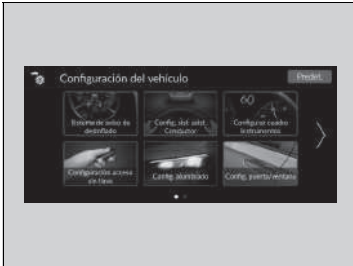 Configuración del vehículo
Predet.
Sistema de aviso de
desinflado
Config. sist. asist.
Conductor
60
Configurar cuadro
instrumentos
Configuración acceso
sin llave
Config. alumbrado
Config. puerta/ventana